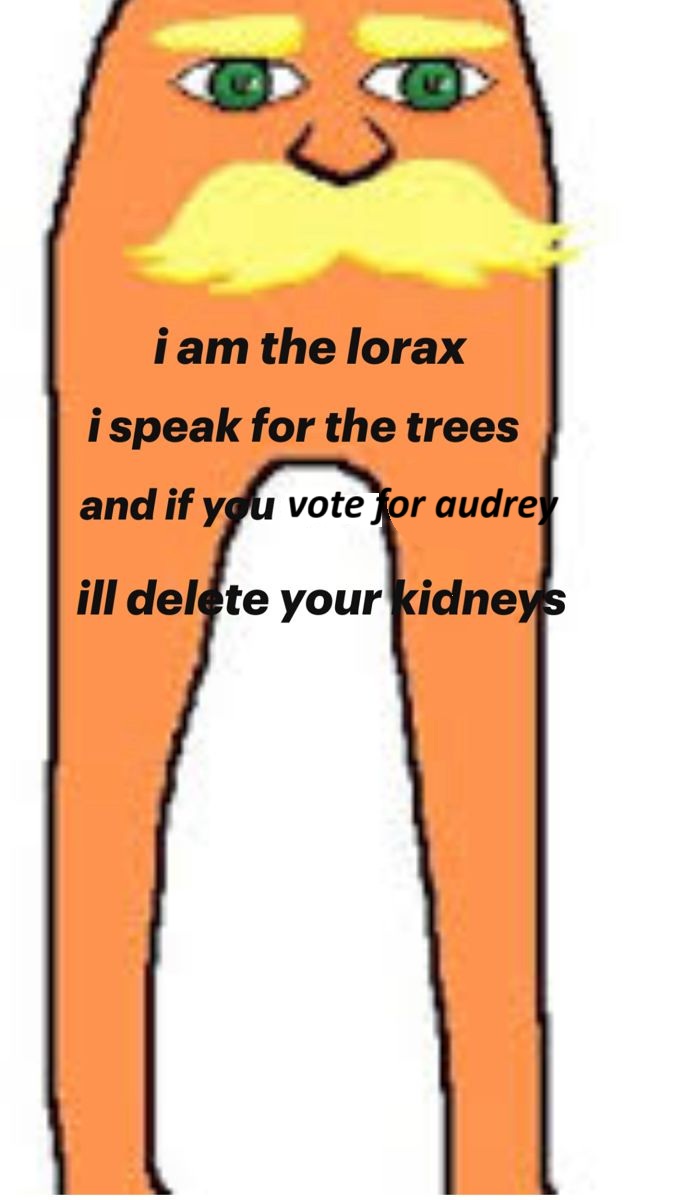 i am the lorax
i speak for the trees
and if you vote for audrey
ill delete your kidneys